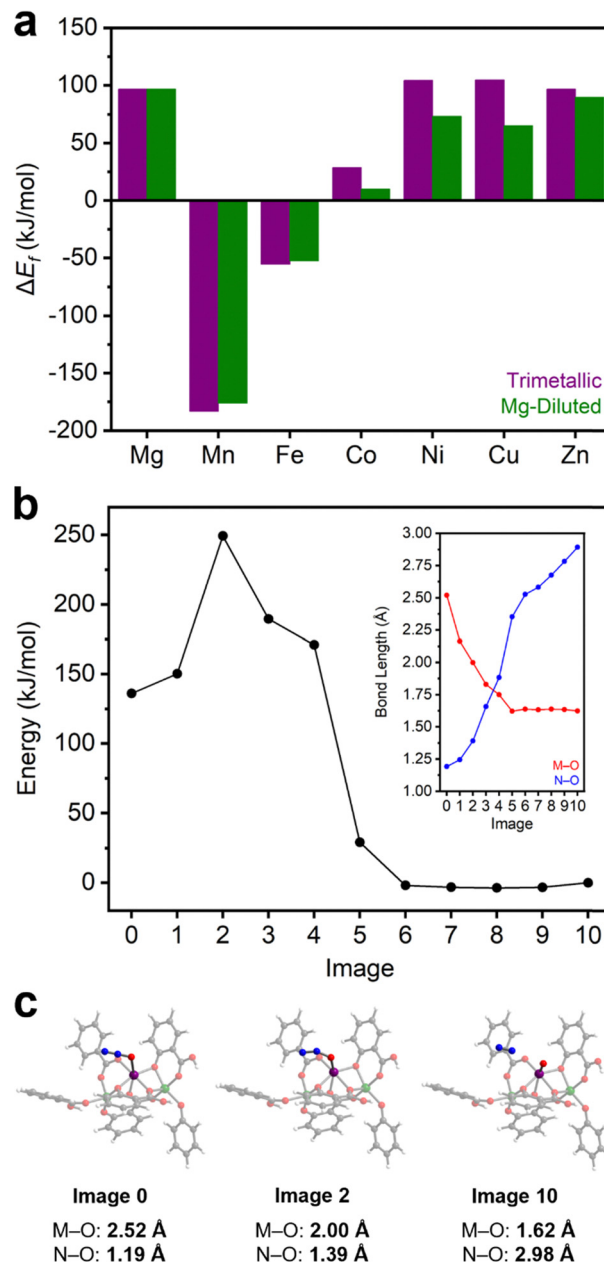 a
150
100
50
0
-50
-100
-150
-200
ΔEf (kJ/mol)
Trimetallic
Mg-Diluted
Mg Mn Fe Co Ni Cu Zn
b
250
200
150
100
50
0
Energy (kJ/mol)
0 1 2 3 4 5 6 7 8 9 10
Image
3.00
2.75
2.50
2.25
2.00
1.75
1.50
1.25
1.00
Bond Length (Å)
M–O
N–O
0 1 2 3 4 5 6 7 8 9 10
Image
c
Image 0 Image 2 Image 10
M–O: 2.52 Å M–O: 2.00 Å M–O: 1.62 Å
N–O: 1.19 Å N–O: 1.39 Å N–O: 2.98 Å